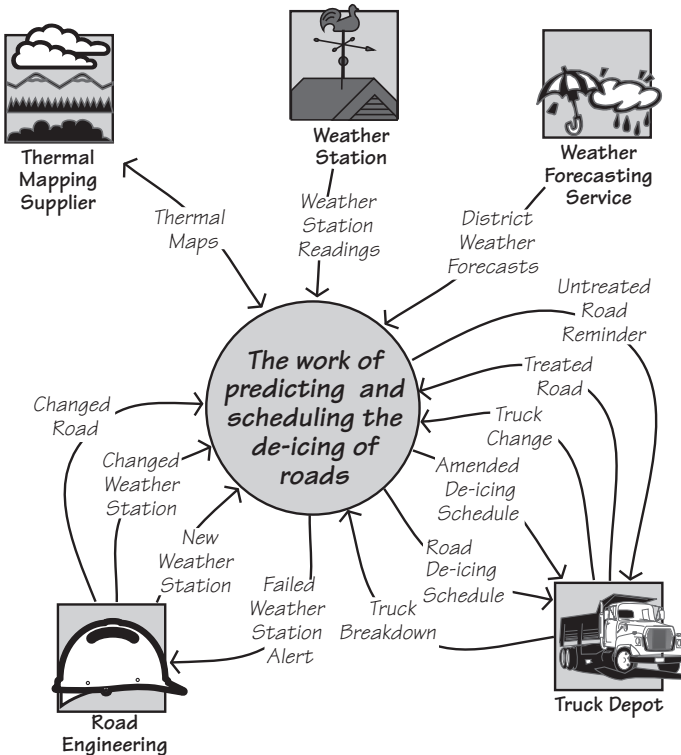 Thermal
Mapping
Supplier
Weather
Station
Weather
Forecasting
Service
Thermal
Maps
Weather
Station
Readings
District
Weather
Forecasts
Untreated
Road
Reminder
Treated
Road
Truck
Change
The work of
predicting and
scheduling the
de-icing of
roads
Changed
Road
Changed
Weather
Station
New
Weather
Station
Failed
Weather
Station
Alert
Truck
Breakdown
Road
De-icing
Schedule
Amended
De-icing
Schedule
Road
Engineering
Truck Depot